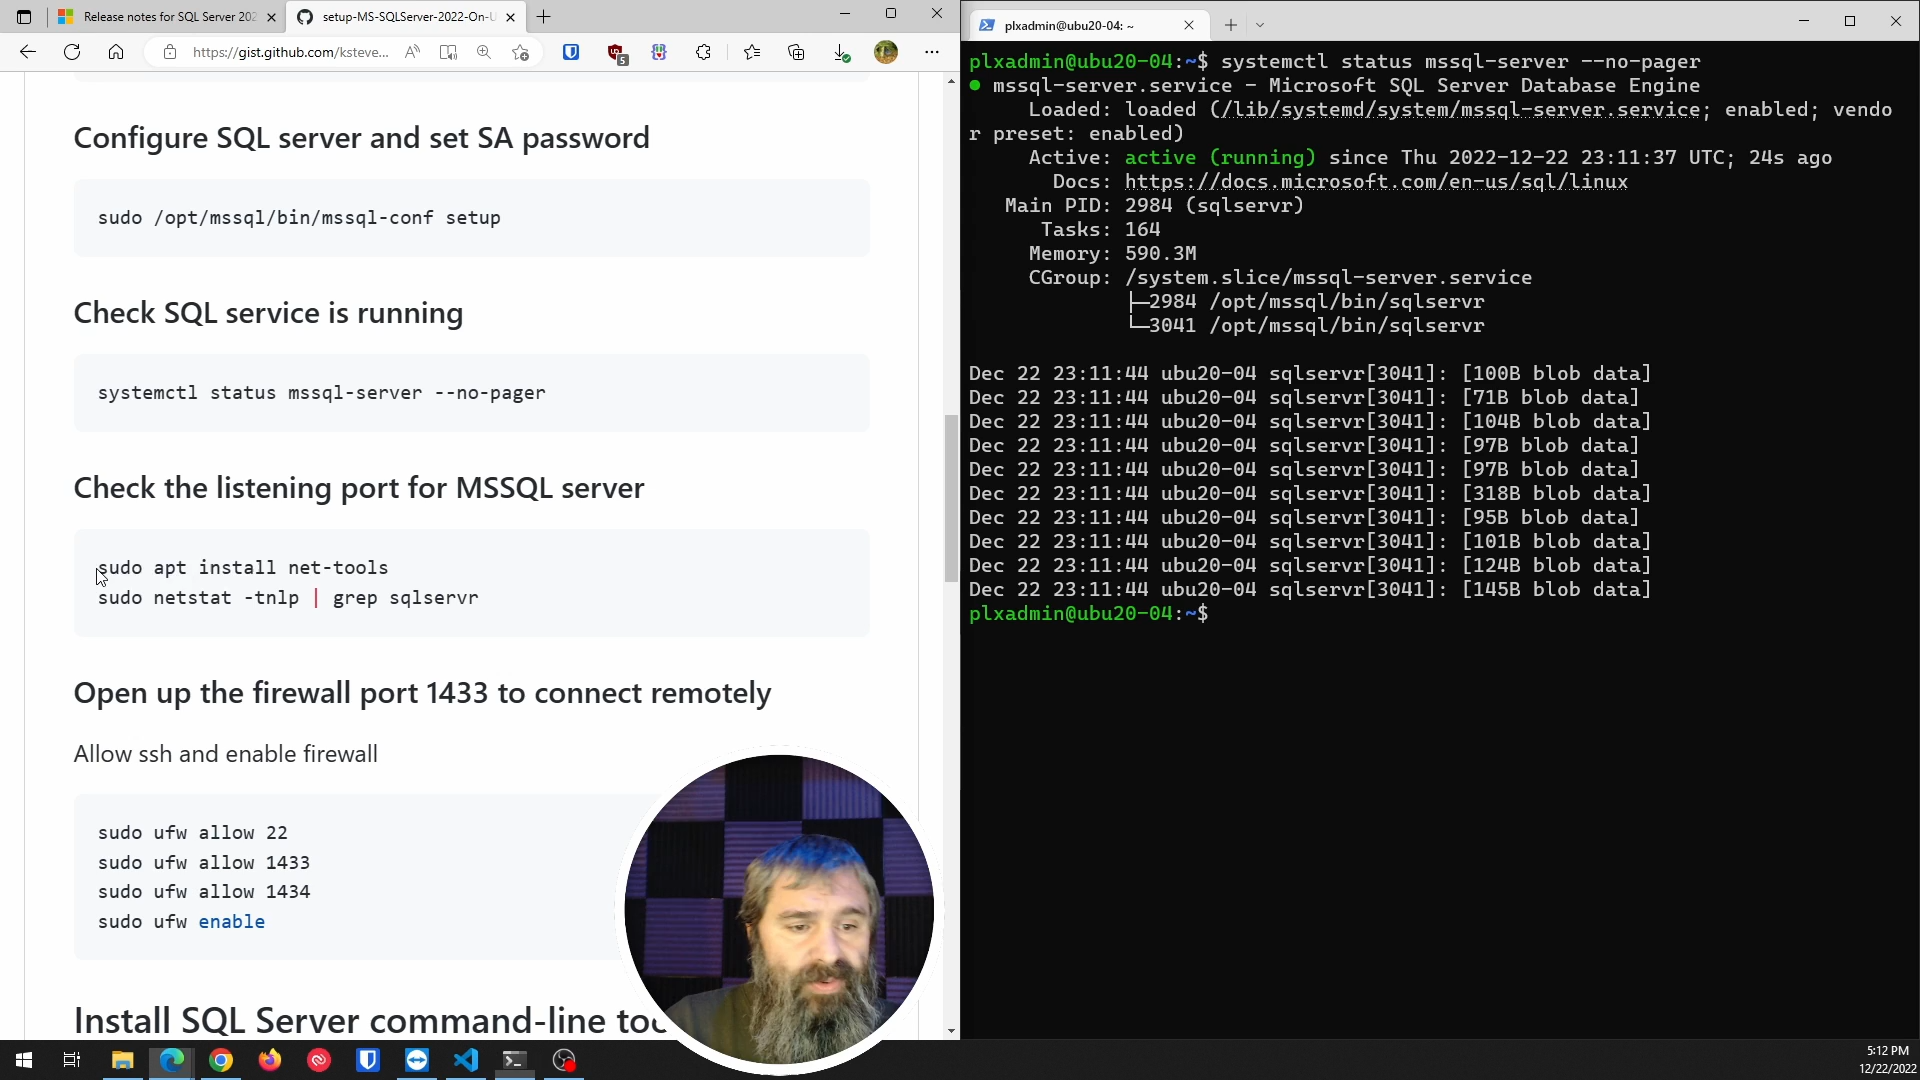 Release notes for SQL Server 202
setup-MS-SQLServer-2022-On-U
https://gist.github.com/ksteve...
5
Configure SQL server and set SA password
sudo /opt/mssql/bin/mssql-conf setup
Check SQL service is running
systemctl status mssql-server --no-pager
Check the listening port for MSSQL server
sudo apt install net-tools
sudo netstat -tnlp | grep sqlservr
Open up the firewall port 1433 to connect remotely
Allow ssh and enable firewall
sudo ufw allow 22
sudo ufw allow 1433
sudo ufw allow 1434
sudo ufw enable
Install SQL Server command-line too
plxadmin@ubu20-04: ~
plxadmin@ubu20-04:~$ systemctl status mssql-server --no-pager
● mssql-server.service - Microsoft SQL Server Database Engine
Loaded: loaded (/lib/systemd/system/mssql-server.service; enabled; vendo
r preset: enabled)
Active: active (running) since Thu 2022-12-22 23:11:37 UTC; 24s ago
Docs: https://docs.microsoft.com/en-us/sql/linux
Main PID: 2984 (sqlservr)
Tasks: 164
Memory: 590.3M
CGroup: /system.slice/mssql-server.service
├─2984 /opt/mssql/bin/sqlservr
└─3041 /opt/mssql/bin/sqlservr
Dec 22 23:11:44 ubu20-04 sqlservr[3041]: [100B blob data]
Dec 22 23:11:44 ubu20-04 sqlservr[3041]: [71B blob data]
Dec 22 23:11:44 ubu20-04 sqlservr[3041]: [104B blob data]
Dec 22 23:11:44 ubu20-04 sqlservr[3041]: [97B blob data]
Dec 22 23:11:44 ubu20-04 sqlservr[3041]: [97B blob data]
Dec 22 23:11:44 ubu20-04 sqlservr[3041]: [318B blob data]
Dec 22 23:11:44 ubu20-04 sqlservr[3041]: [95B blob data]
Dec 22 23:11:44 ubu20-04 sqlservr[3041]: [101B blob data]
Dec 22 23:11:44 ubu20-04 sqlservr[3041]: [124B blob data]
Dec 22 23:11:44 ubu20-04 sqlservr[3041]: [145B blob data]
plxadmin@ubu20-04:~$
5:12 PM
12/22/2022